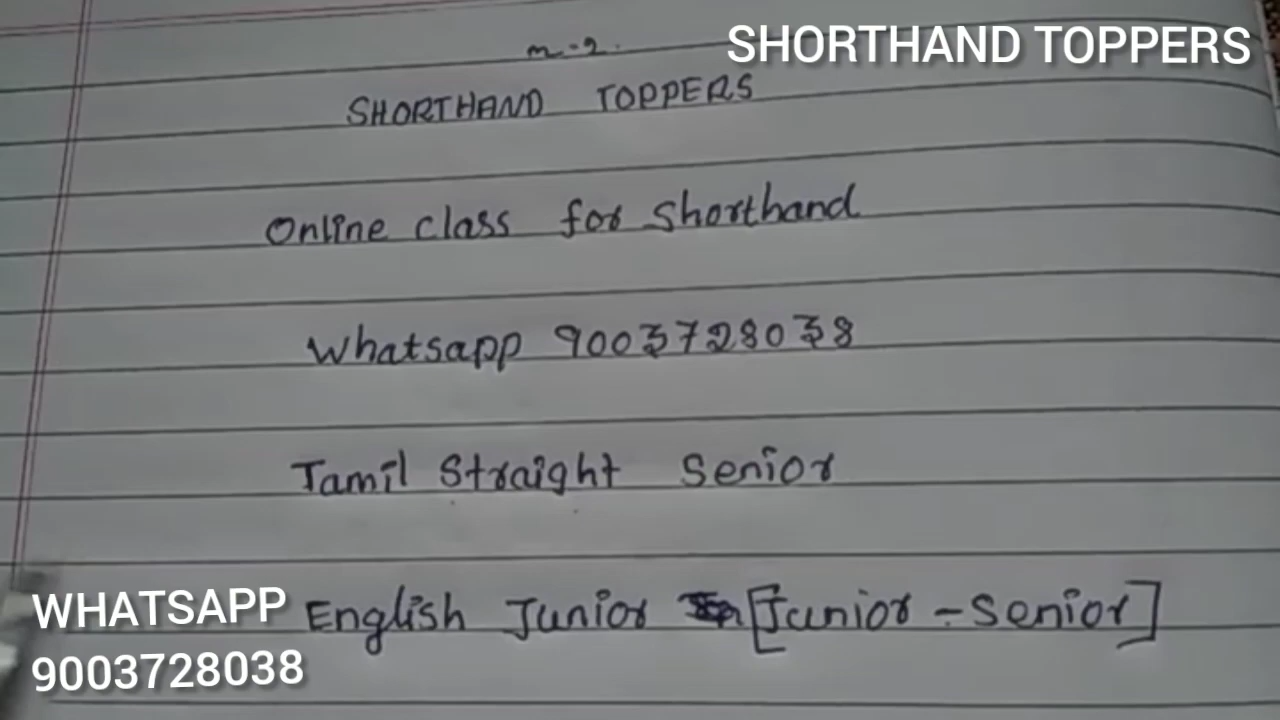 SHORTHAND TOPPERS
m-2.
SHORTHAND TOPPERS
Online class for shorthand
Whatsapp 9003728038
Tamil Straight Senior
English Junior [Junior - Senior]
WHATSAPP
9003728038